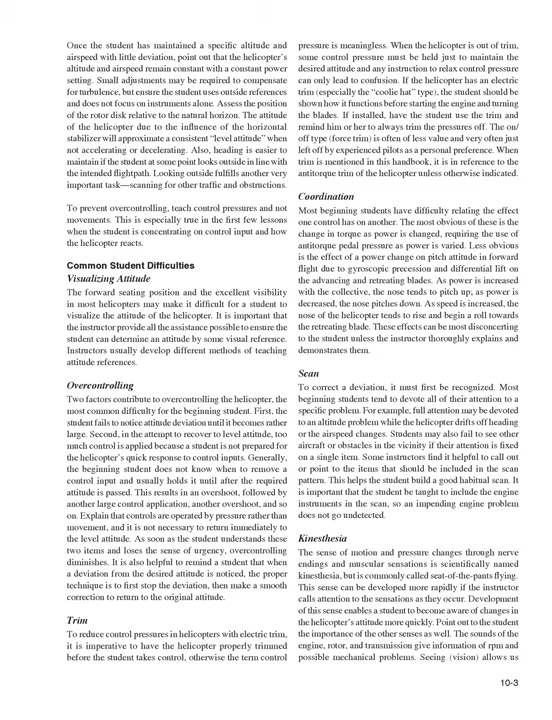 Once the student has maintained a specific altitude and
airspeed with little deviation, point out that the helicopter's
altitude and airspeed remain constant with a constant power
setting. Small adjustments may be required to compensate
for turbulence, but ensure the student uses outside references
and does not focus on instruments alone. Assess the position
of the rotor disk relative to the natural horizon. The attitude
of the helicopter due to the influence of the horizontal
stabilizer will approximate a consistent “level attitude” when
not accelerating or decelerating. Also, heading is easier to
maintain if the student at some point looks outside in line with
the intended flightpath. Looking outside fulfills another very
important task—scanning for other traffic and obstructions.
To prevent overcontrolling, teach control pressures and not
movements. This is especially true in the first few lessons
when the student is concentrating on control input and how
the helicopter reacts.
Common Student Difficulties
Visualizing Attitude
The forward seating position and the excellent visibility
in most helicopters may make it difficult for a student to
visualize the attitude of the helicopter. It is important that
the instructor provide all the assistance possible to ensure the
student can determine an attitude by some visual reference.
Instructors usually develop different methods of teaching
attitude references.
Overcontrolling
Two factors contribute to overcontrolling the helicopter, the
most common difficulty for the beginning student. First, the
student fails to notice attitude deviation until it becomes rather
large. Second, in the attempt to recover to level attitude, too
much control is applied because a student is not prepared for
the helicopter's quick response to control inputs. Generally,
the beginning student does not know when to remove a
control input and usually holds it until after the required
attitude is passed. This results in an overshoot, followed by
another large control application, another overshoot, and so
on. Explain that controls are operated by pressure rather than
movement, and it is not necessary to return immediately to
the level attitude. As soon as the student understands these
two items and loses the sense of urgency, overcontrolling
diminishes. It is also helpful to remind a student that when
a deviation from the desired attitude is noticed, the proper
technique is to first stop the deviation, then make a smooth
correction to return to the original attitude.
Trim
To reduce control pressures in helicopters with electric trim,
it is imperative to have the helicopter properly trimmed
before the student takes control, otherwise the term control
pressure is meaningless. When the helicopter is out of trim,
some control pressure must be held just to maintain the
desired attitude and any instruction to relax control pressure
can only lead to confusion. If the helicopter has an electric
trim (especially the “coolie hat” type), the student should be
shown how it functions before starting the engine and turning
the blades. If installed, have the student use the trim and
remind him or her to always trim the pressures off. The on/
off type (force trim) is often of less value and very often just
left off by experienced pilots as a personal preference. When
trim is mentioned in this handbook, it is in reference to the
antitorque trim of the helicopter unless otherwise indicated.
Coordination
Most beginning students have difficulty relating the effect
one control has on another. The most obvious of these is the
change in torque as power is changed, requiring the use of
antitorque pedal pressure as power is varied. Less obvious
is the effect of a power change on pitch attitude in forward
flight due to gyroscopic precession and differential lift on
the advancing and retreating blades. As power is increased
with the collective, the nose tends to pitch up; as power is
decreased, the nose pitches down. As speed is increased, the
nose of the helicopter tends to rise and begin a roll towards
the retreating blade. These effects can be most disconcerting
to the student unless the instructor thoroughly explains and
demonstrates them.
Scan
To correct a deviation, it must first be recognized. Most
beginning students tend to devote all of their attention to a
specific problem. For example, full attention may be devoted
to an altitude problem while the helicopter drifts off heading
or the airspeed changes. Students may also fail to see other
aircraft or obstacles in the vicinity if their attention is fixed
on a single item. Some instructors find it helpful to call out
or point to the items that should be included in the scan
pattern. This helps the student build a good habitual scan. It
is important that the student be taught to include the engine
instruments in the scan, so an impending engine problem
does not go undetected.
Kinesthesia
The sense of motion and pressure changes through nerve
endings and muscular sensations is scientifically named
kinesthesia, but is commonly called seat-of-the-pants flying.
This sense can be developed more rapidly if the instructor
calls attention to the sensations as they occur. Development
of this sense enables a student to become aware of changes in
the helicopter's attitude more quickly. Point out to the student
the importance of the other senses as well. The sounds of the
engine, rotor, and transmission give information of rpm and
possible mechanical problems. Seeing (vision) allows us
10-3